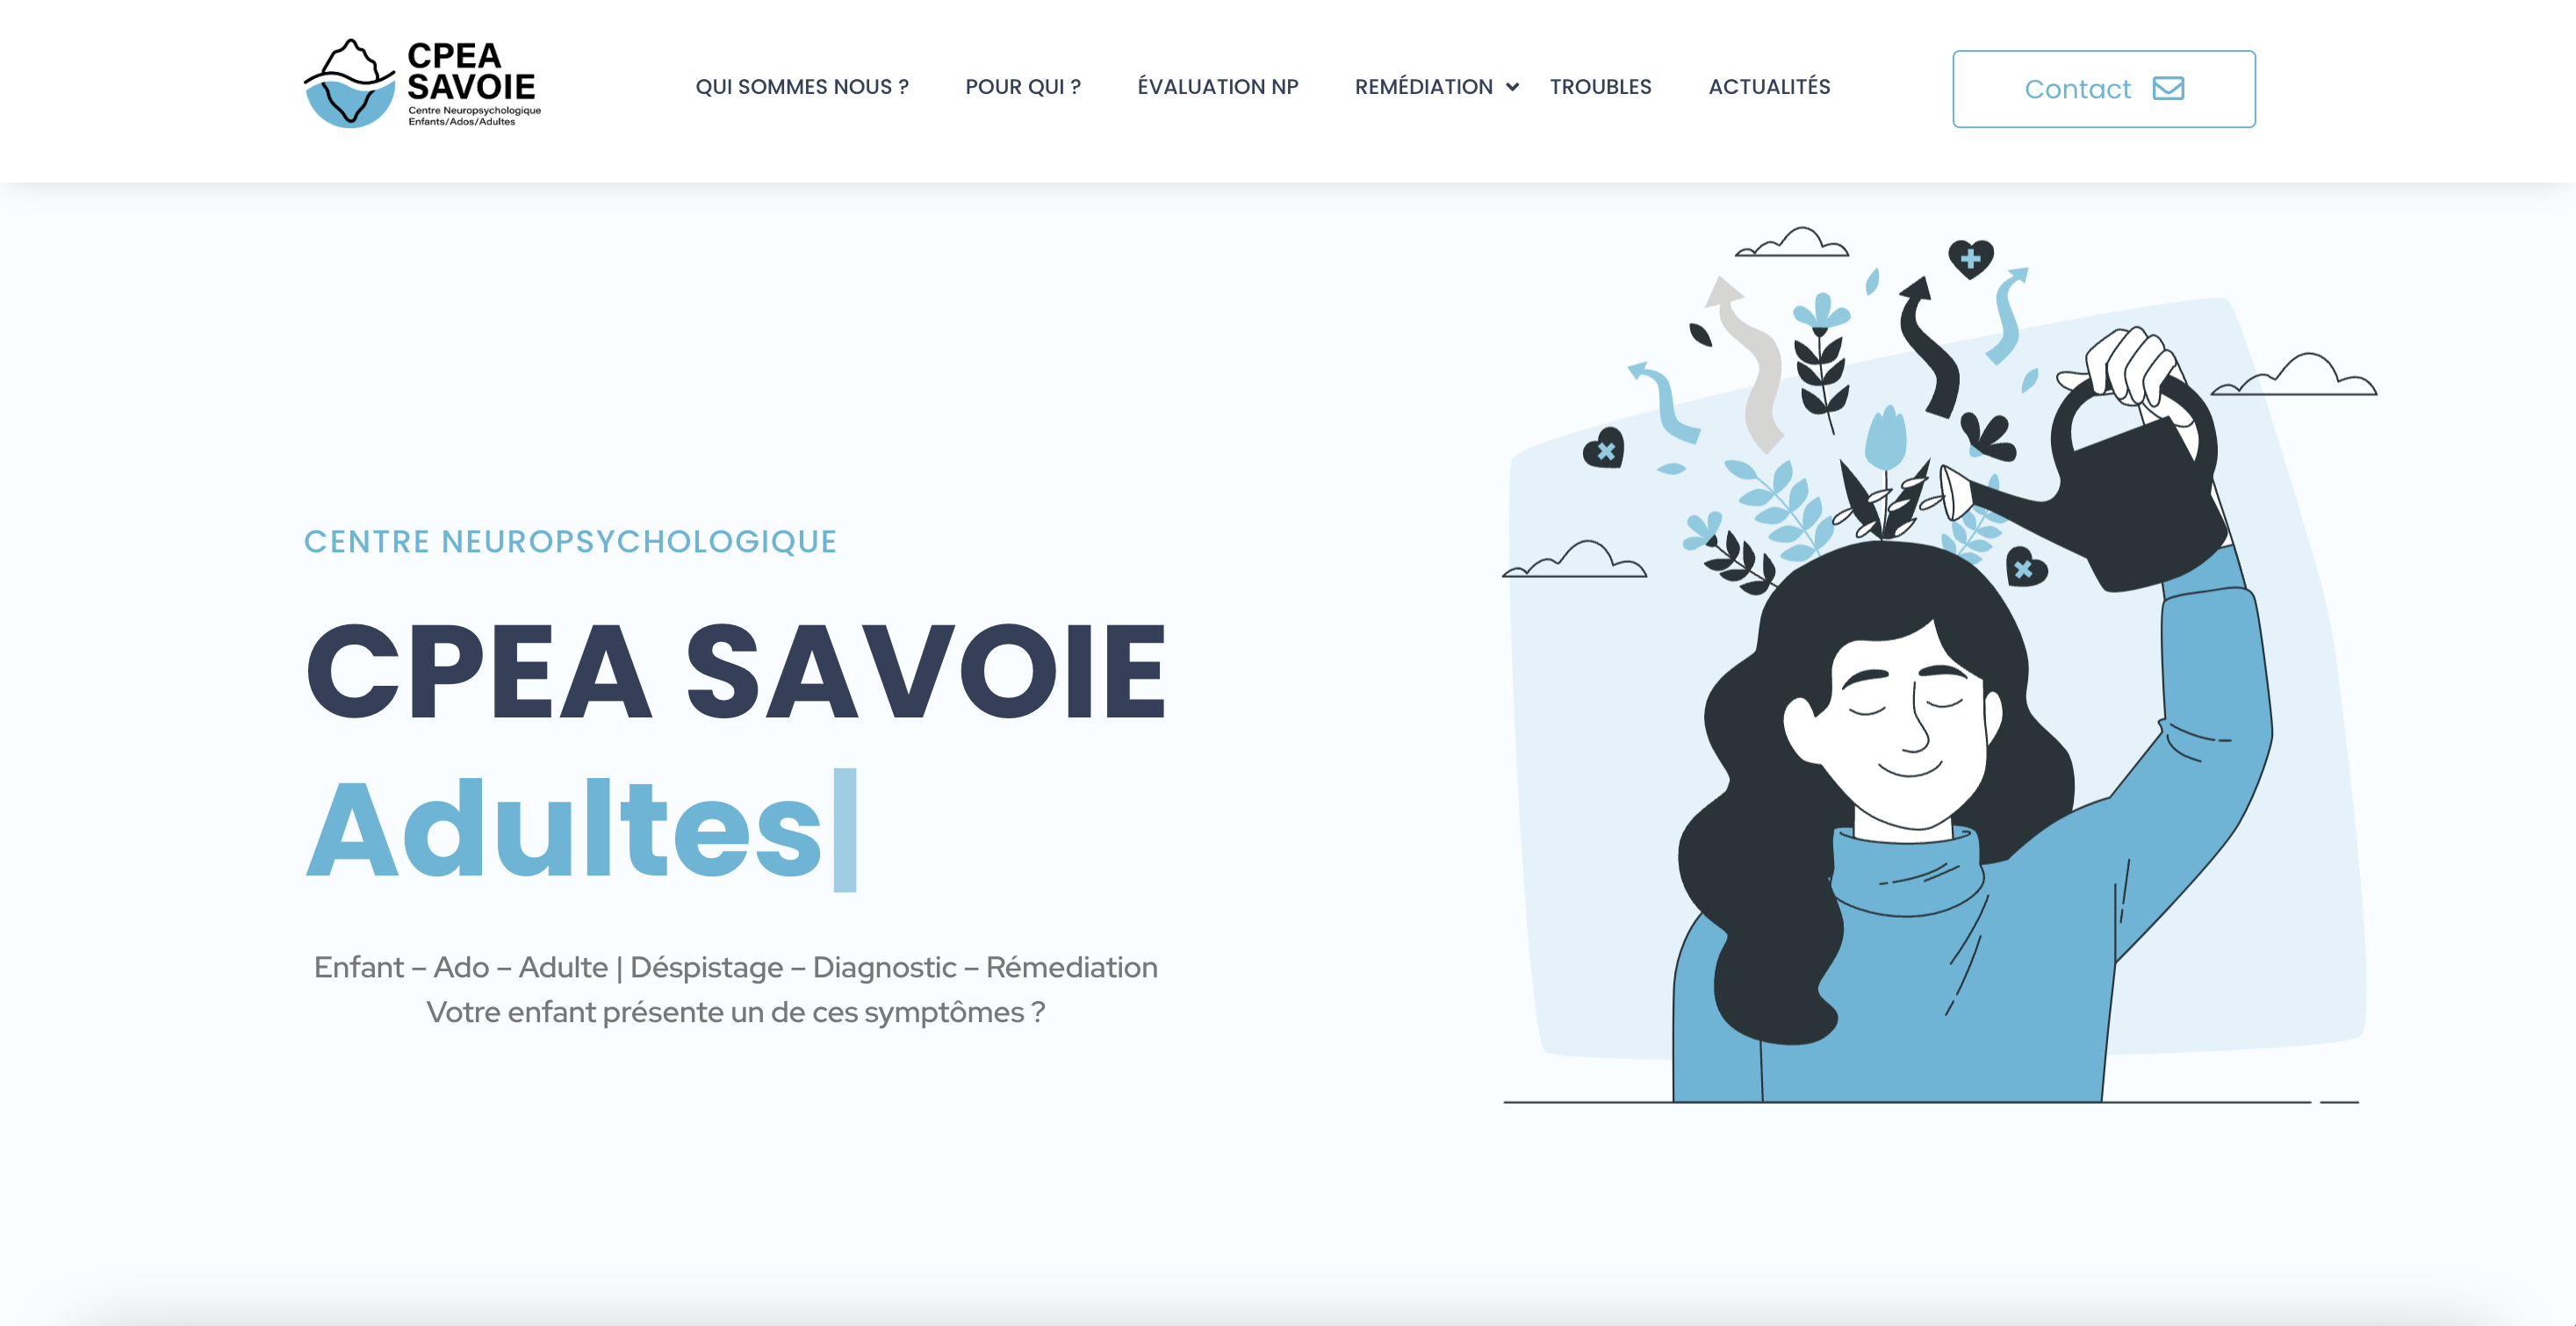 CPEA
SAVOIE
Centre Neuropsychologique
Enfants/Ados/Adultes
QUI SOMMES NOUS ?
POUR QUI ?
ÉVALUATION NP
REMÉDIATION
TROUBLES
ACTUALITÉS
Contact
CENTRE NEUROPSYCHOLOGIQUE
CPEA SAVOIE
Adultes|
Enfant – Ado – Adulte | Déspistage – Diagnostic – Rémediation
Votre enfant présente un de ces symptômes ?